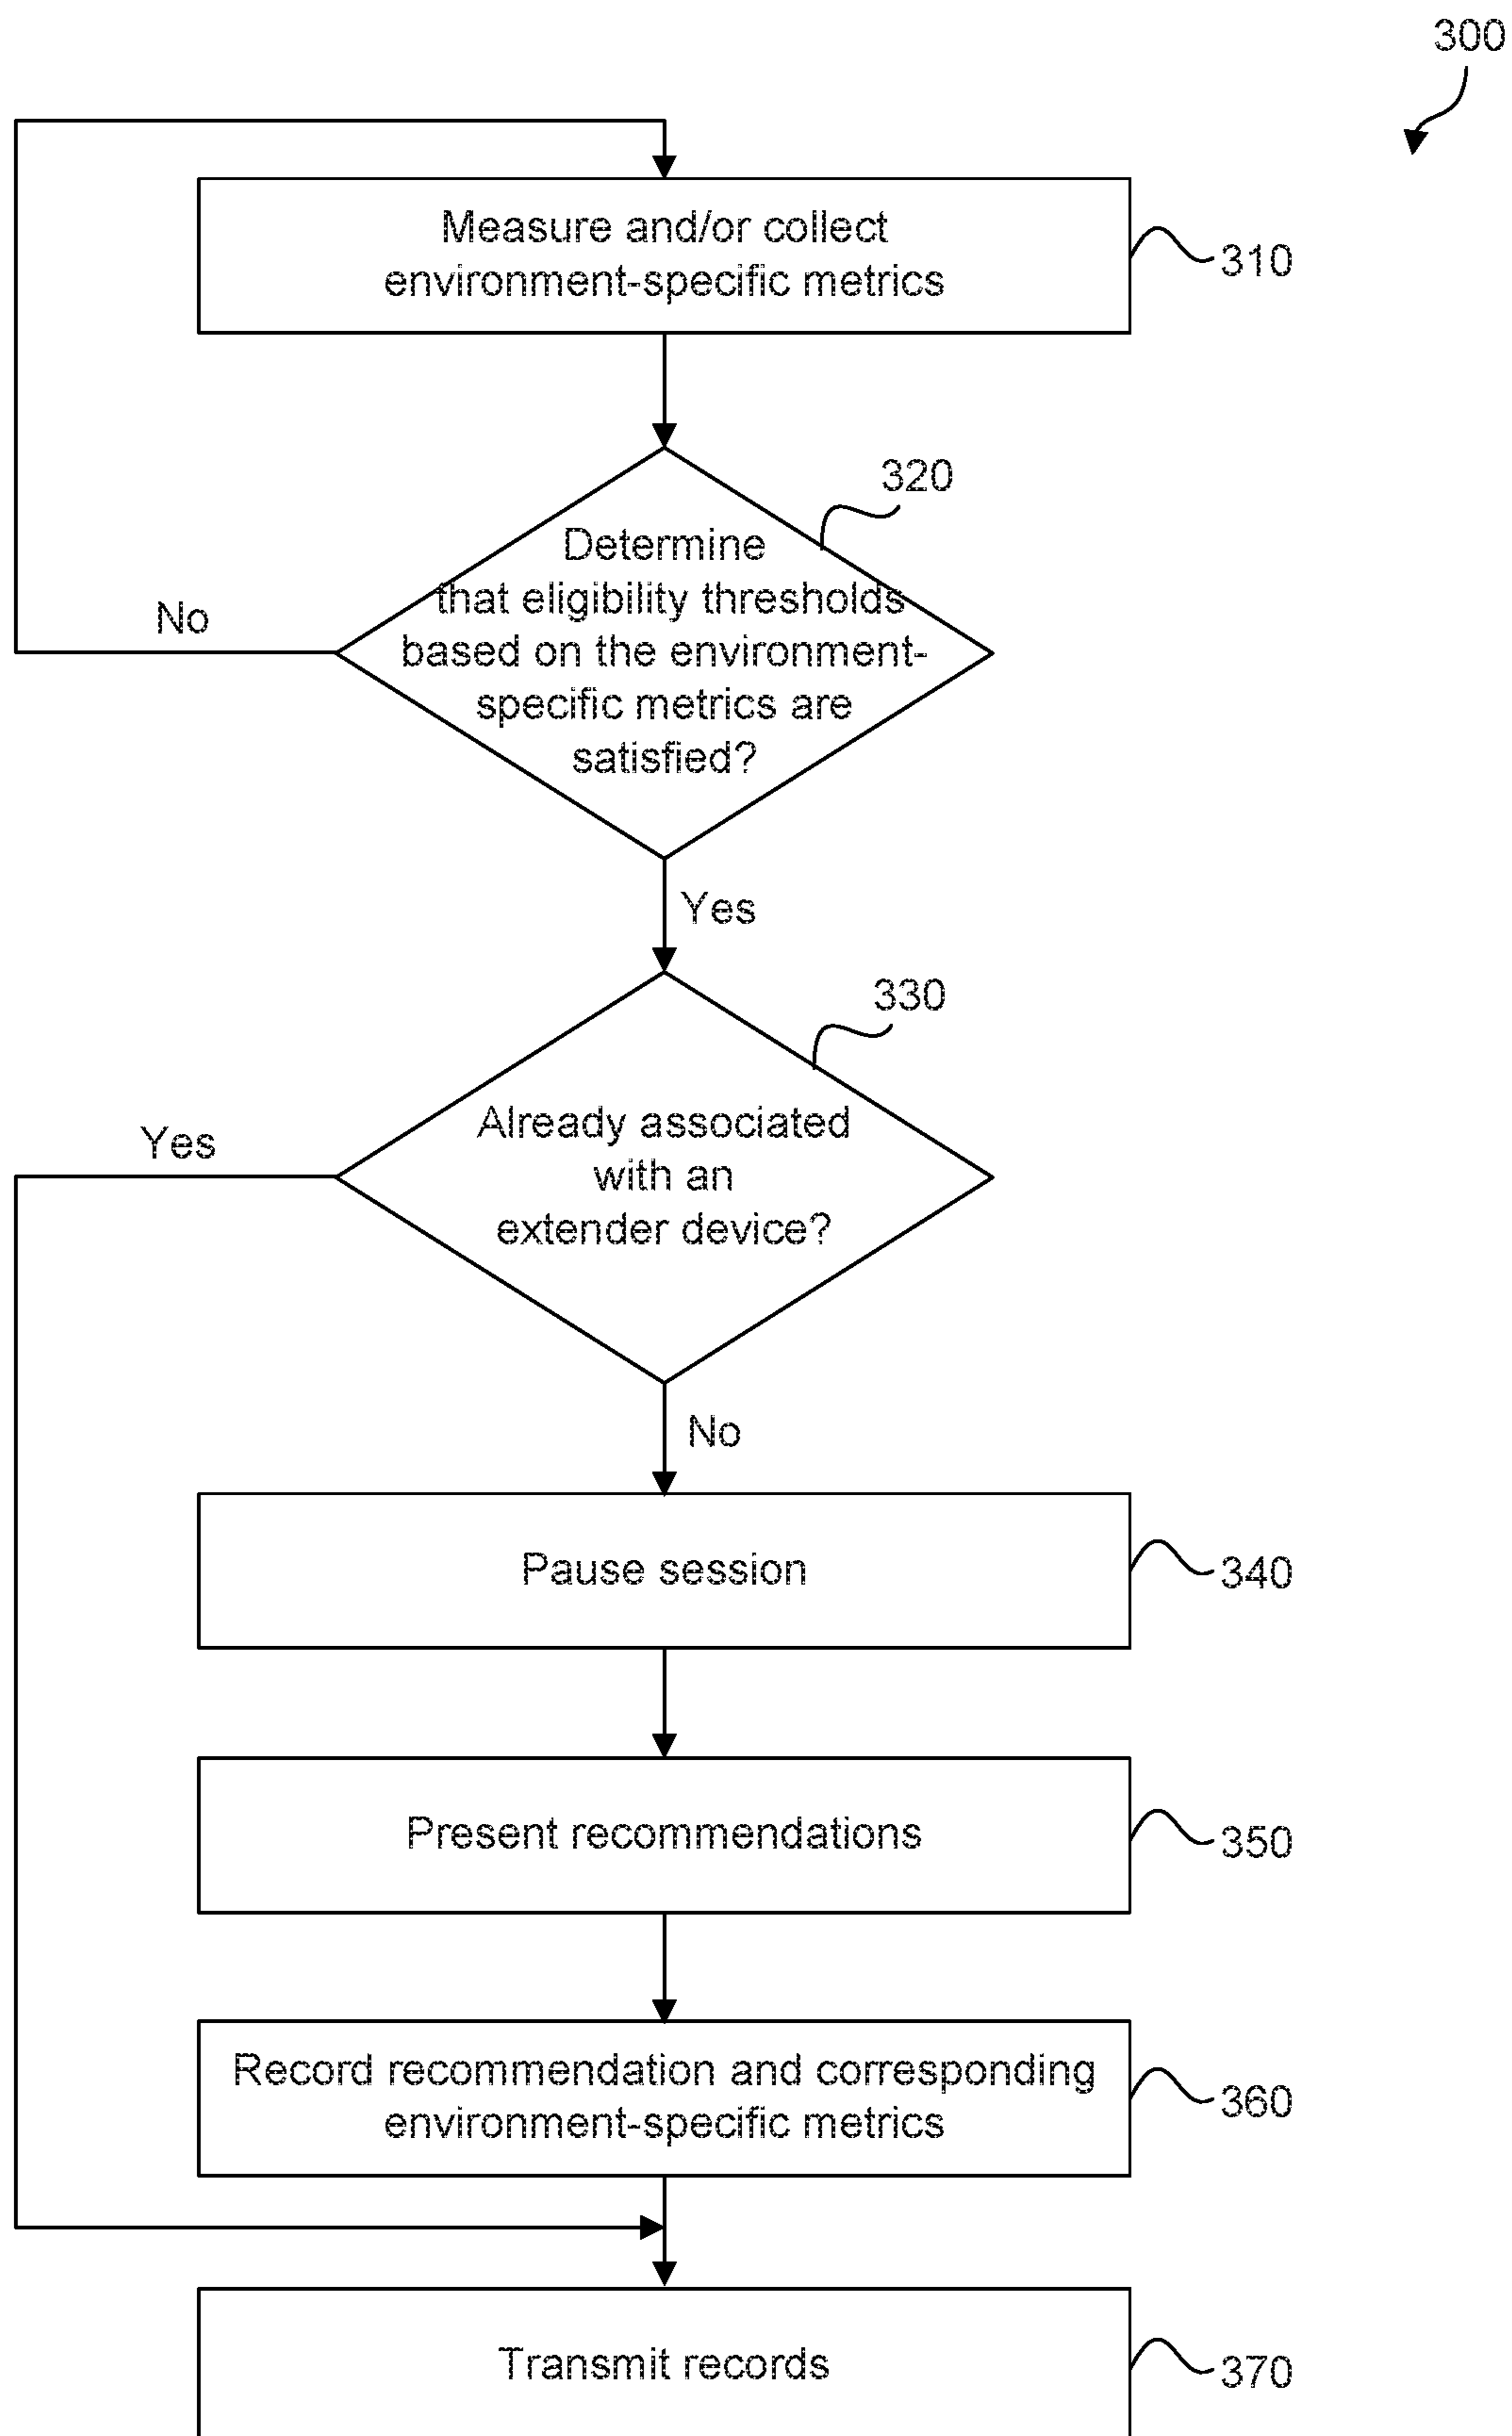 300
Measure and/or collect
environment-specific metrics
310
320
Determine
that eligibility thresholds
based on the environment-
specific metrics are
satisfied?
No
Yes
330
Already associated
with an
extender device?
Yes
No
Pause session
340
Present recommendations
350
Record recommendation and corresponding
environment-specific metrics
360
Transmit records
370